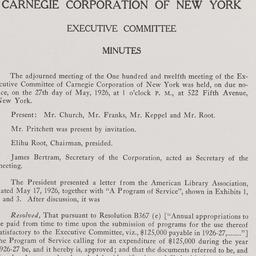 CARNEGIE CORPORATION OF NEW YORK
EXECUTIVE COMMITTEE
MINUTES
The adjourned meeting of the One hundred and twelfth meeting of the Ex-
ecutive Committee of Carnegie Corporation of New York was held, on due no-
ice, on the 27th day of May, 1926, at 1 o'clock P. M., at 522 Fifth Avenue,
New York.
Present: Mr. Church, Mr. Franks, Mr. Keppel and Mr. Root.
Mr. Pritchett was present by invitation.
Elihu Root, Chairman, presided.
James Bertram, Secretary of the Corporation, acted as Secretary of the
meeting.
The President presented a letter from the American Library Association,
ated May 17, 1926, together with "A Program of Service", shown in Exhibits 1,
and 3. After discussion, it was
Resolved, That pursuant to Resolution B367 (e) ["Annual appropriations to
e paid from time to time upon the submission of programs for the use thereof
atisfactory to the Executive Committee, viz., $125,000 payable in 1926-27,........"]
he Program of Service calling for an expenditure of $125,000 during the year
926-27 be, and it hereby is, approved; and that the documents referred to, and